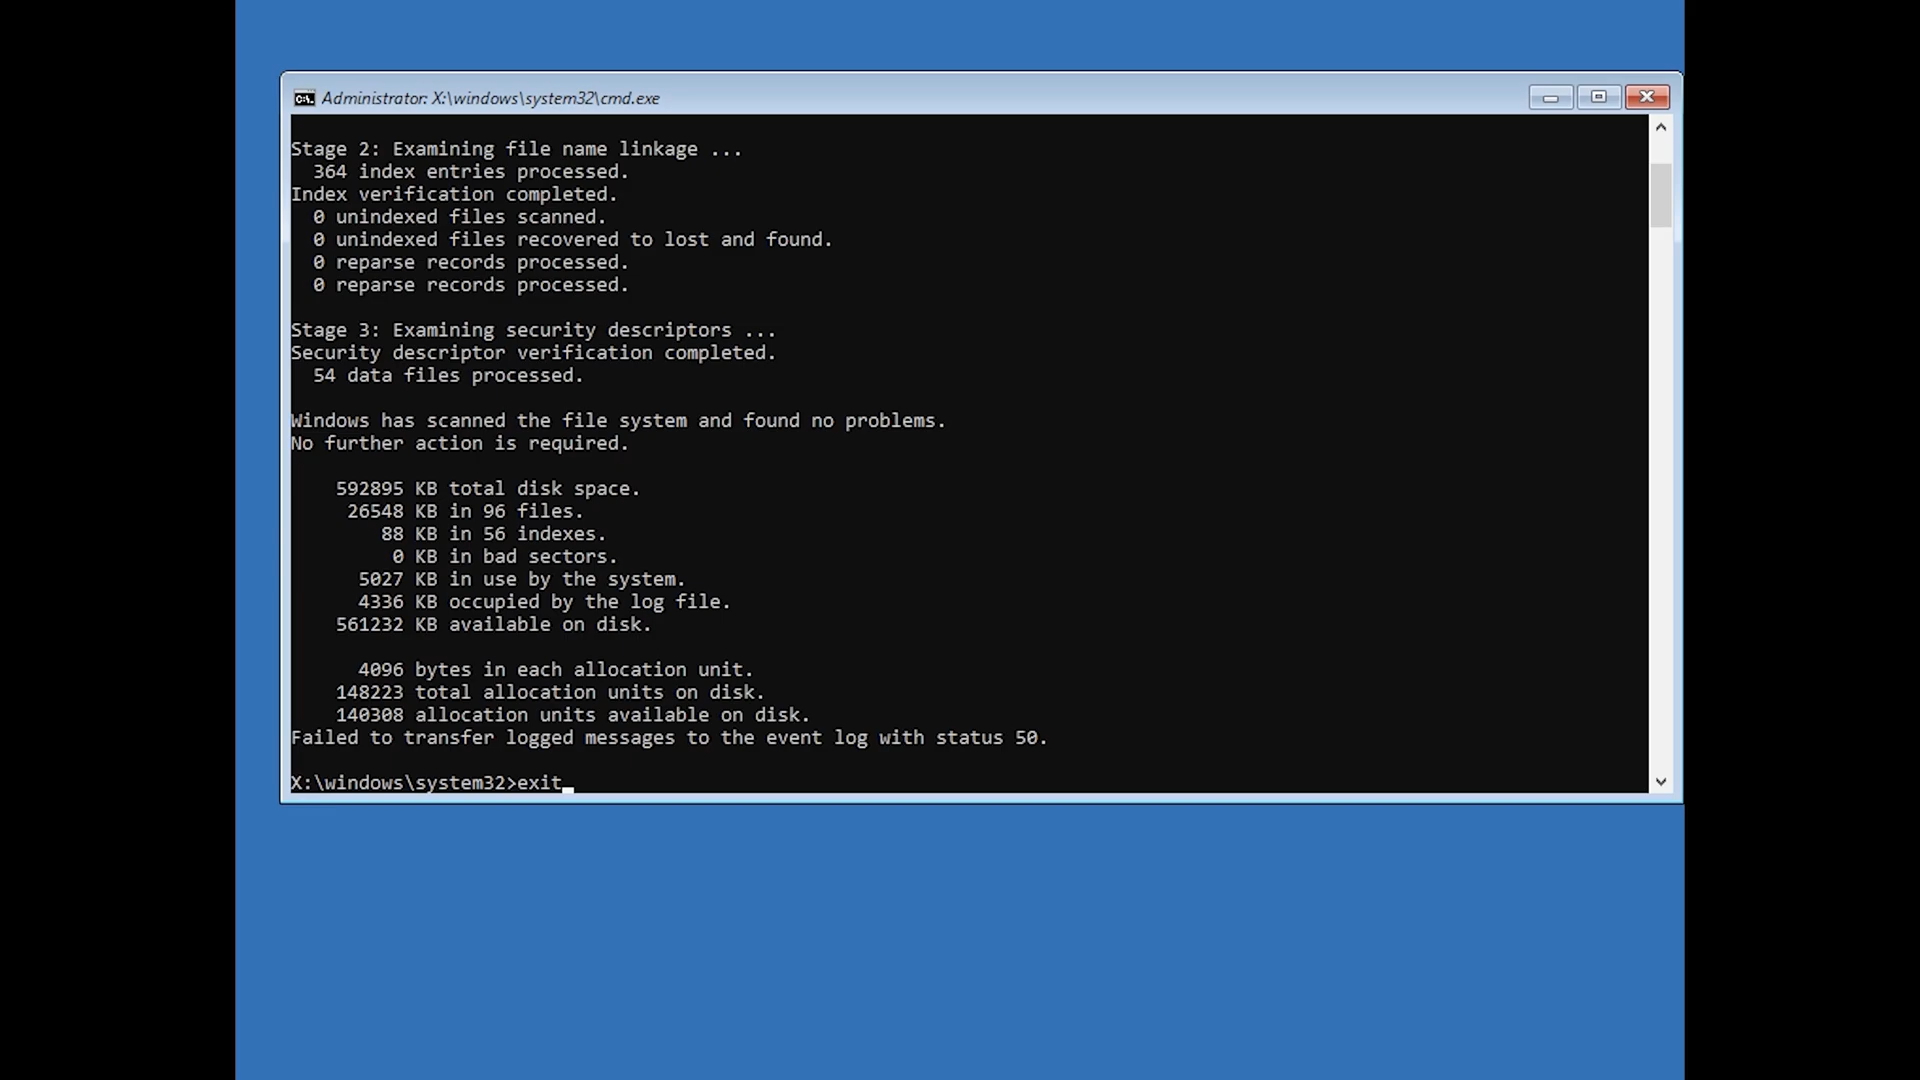 Administrator: X:\windows\system32\cmd.exe
Stage 2: Examining file name linkage ...
364 index entries processed.
Index verification completed.
0 unindexed files scanned.
0 unindexed files recovered to lost and found.
0 reparse records processed.
0 reparse records processed.
Stage 3: Examining security descriptors ...
Security descriptor verification completed.
54 data files processed.
Windows has scanned the file system and found no problems.
No further action is required.
592895 KB total disk space.
26548 KB in 96 files.
88 KB in 56 indexes.
0 KB in bad sectors.
5027 KB in use by the system.
4336 KB occupied by the log file.
561232 KB available on disk.
4096 bytes in each allocation unit.
148223 total allocation units on disk.
140308 allocation units available on disk.
Failed to transfer logged messages to the event log with status 50.
X:\windows\system32>exit